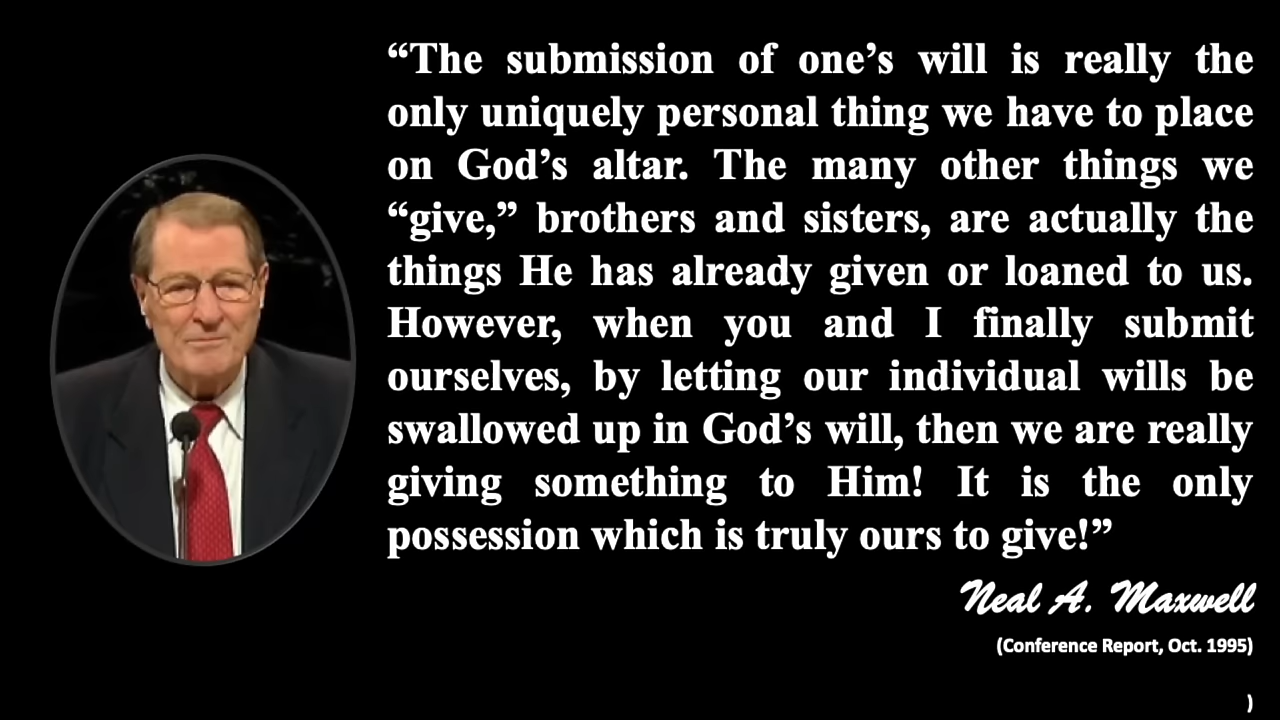 “The submission of one’s will is really the
only uniquely personal thing we have to place
on God’s altar. The many other things we
“give,” brothers and sisters, are actually the
things He has already given or loaned to us.
However, when you and I finally submit
ourselves, by letting our individual wills be
swallowed up in God’s will, then we are really
giving something to Him! It is the only
possession which is truly ours to give!”
Neal A. Maxwell
(Conference Report, Oct. 1995)
)